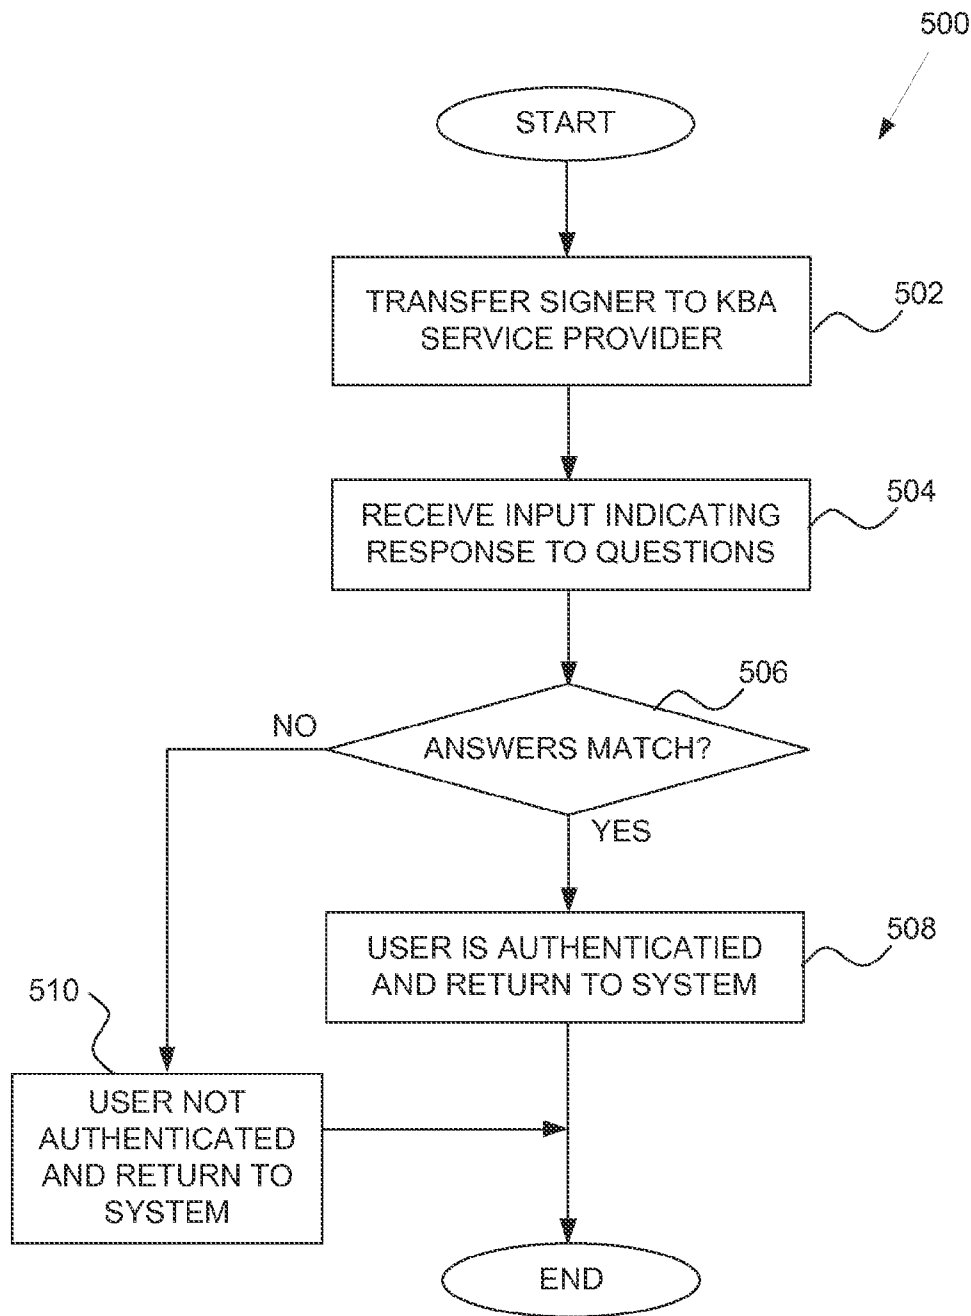 500
START
TRANSFER SIGNER TO KBA
SERVICE PROVIDER
502
RECEIVE INPUT INDICATING
RESPONSE TO QUESTIONS
504
506
ANSWERS MATCH?
NO
YES
USER IS AUTHENTICATIED
AND RETURN TO SYSTEM
508
510
USER NOT
AUTHENTICATED
AND RETURN TO
SYSTEM
END